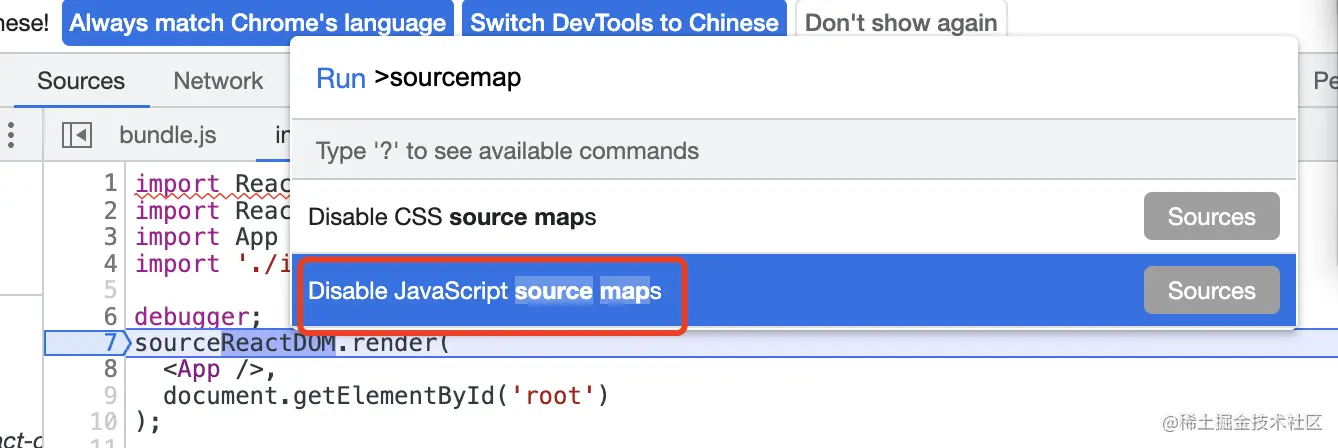 nese! Always match Chrome's language Switch DevTools to Chinese Don't show again
Sources Network Pe
Run >sourcemap
bundle.js in
Type '?' to see available commands
Disable CSS source maps Sources
Disable JavaScript source maps Sources
1 import Reac
2 import Reac
3 import App
4 import './i
5
6 debugger;
7 sourceReactDOM.render(
8 <App />,
9 document.getElementById('root')
10 );
11
act-c
@稀土掘金技术社区